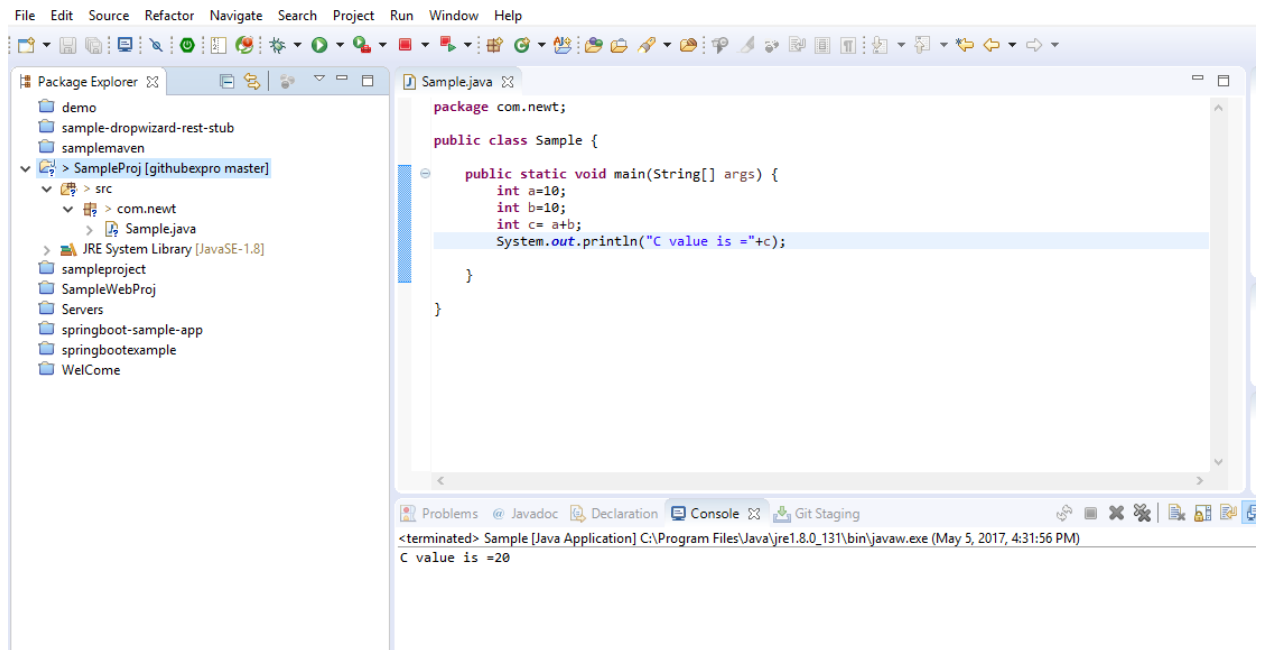 File Edit Source Refactor Navigate Search Project Run Window Help
Package Explorer
demo
sample-dropwizard-rest-stub
samplemaven
> SampleProj [githubexpro master]
> src
> com.newt
Sample.java
JRE System Library [JavaSE-1.8]
sampleproject
SampleWebProj
Servers
springboot-sample-app
springbootexample
WelCome
Sample.java
package com.newt;
public class Sample {
public static void main(String[] args) {
int a=10;
int b=10;
int c= a+b;
System.out.println("C value is ="+c);
}
}
Problems @ Javadoc Declaration Console Git Staging
<terminated> Sample [Java Application] C:\Program Files\Java\jre1.8.0_131\bin\javaw.exe (May 5, 2017, 4:31:56 PM)
C value is =20